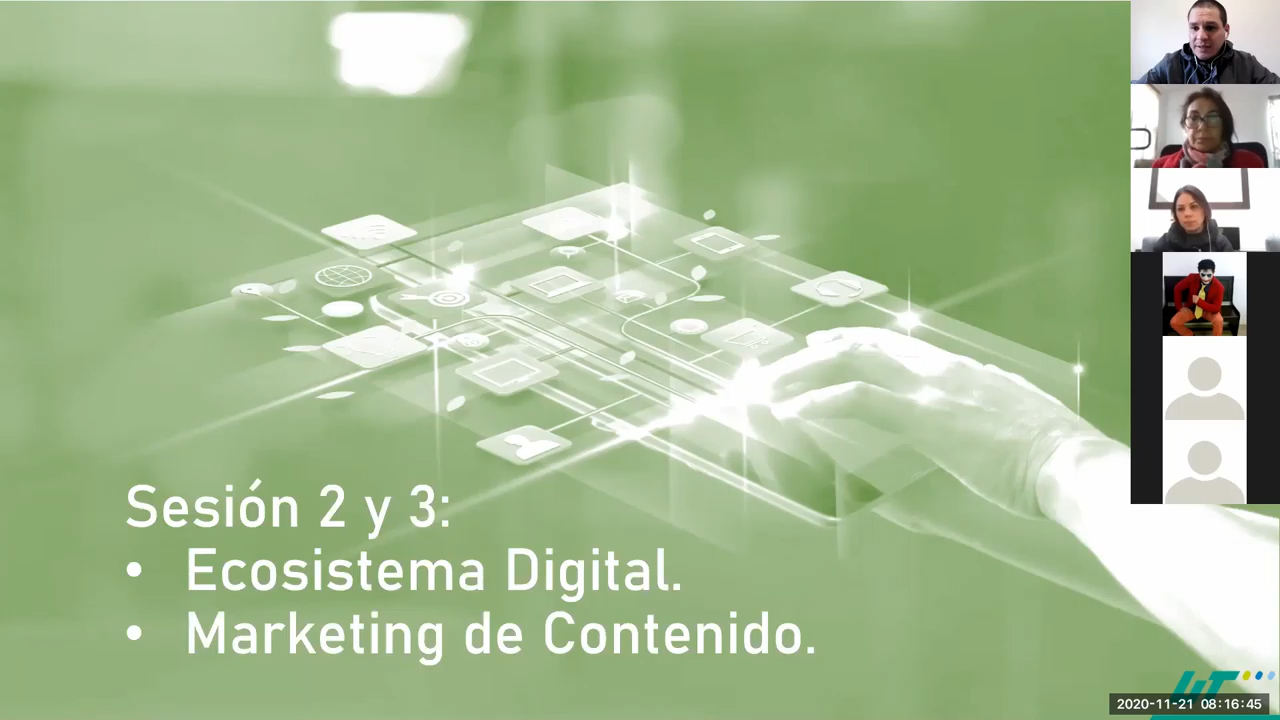 Sesión 2 y 3:
• Ecosistema Digital.
• Marketing de Contenido.
2020-11-21 08:16:45